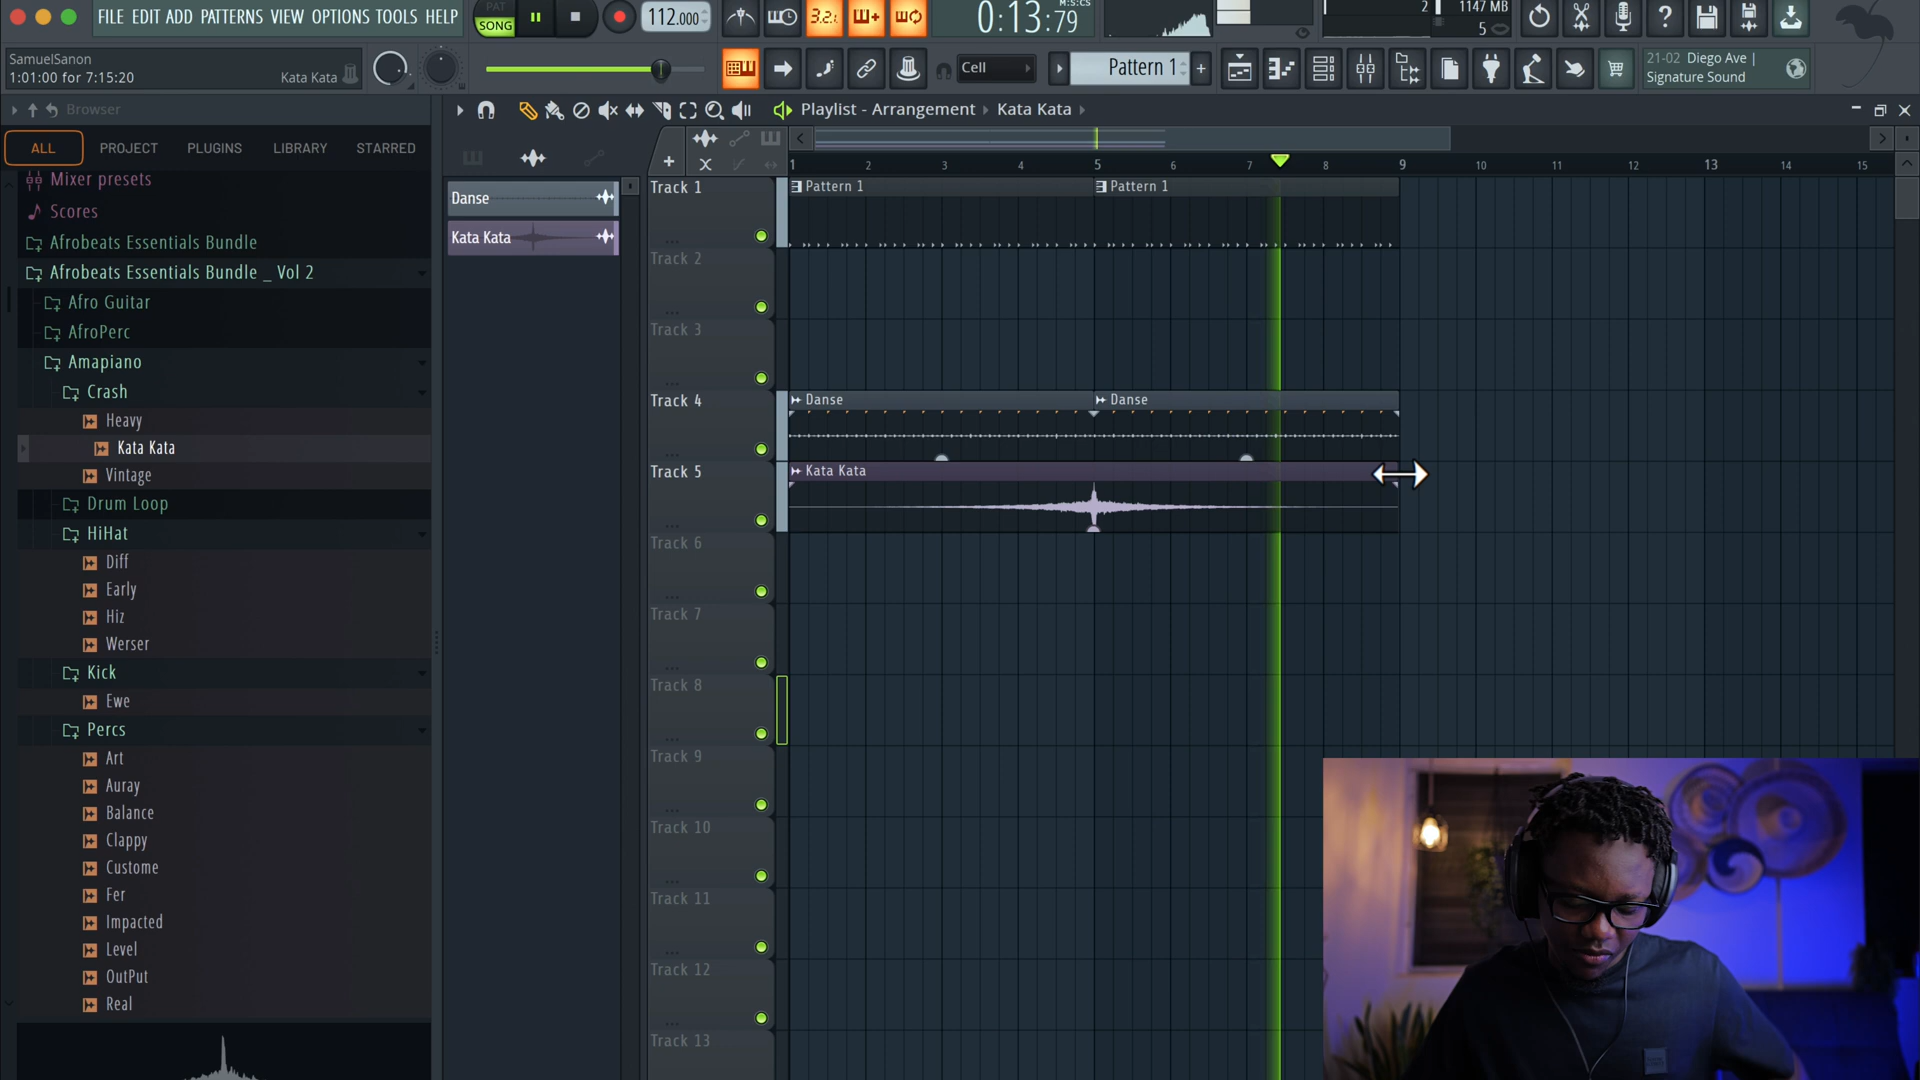 FILE EDIT ADD PATTERNS VIEW OPTIONS TOOLS HELP
PAT
SONG
112.000
3.2
0:13:79
M:S:CS
2
1147 MB
5
SamuelSanon
1:01:00 for 7:15:20
Kata Kata
Cell
Pattern 1
21-02 Diego Ave |
Signature Sound
Browser
Playlist - Arrangement Kata Kata
ALL
PROJECT
PLUGINS
LIBRARY
STARRED
Mixer presets
Scores
Afrobeats Essentials Bundle
Afrobeats Essentials Bundle _ Vol 2
Afro Guitar
AfroPerc
Amapiano
Crash
Heavy
Kata Kata
Vintage
Drum Loop
HiHat
Diff
Early
Hiz
Werser
Kick
Ewe
Percs
Art
Auray
Balance
Clappy
Custome
Fer
Impacted
Level
OutPut
Real
Danse
Kata Kata
1 2 3 4 5 6 7 8 9 10 11 12 13 14 15
Track 1
Pattern 1
Pattern 1
Track 2
Track 3
Track 4
Danse
Danse
Track 5
Kata Kata
Track 6
Track 7
Track 8
Track 9
Track 10
Track 11
Track 12
Track 13